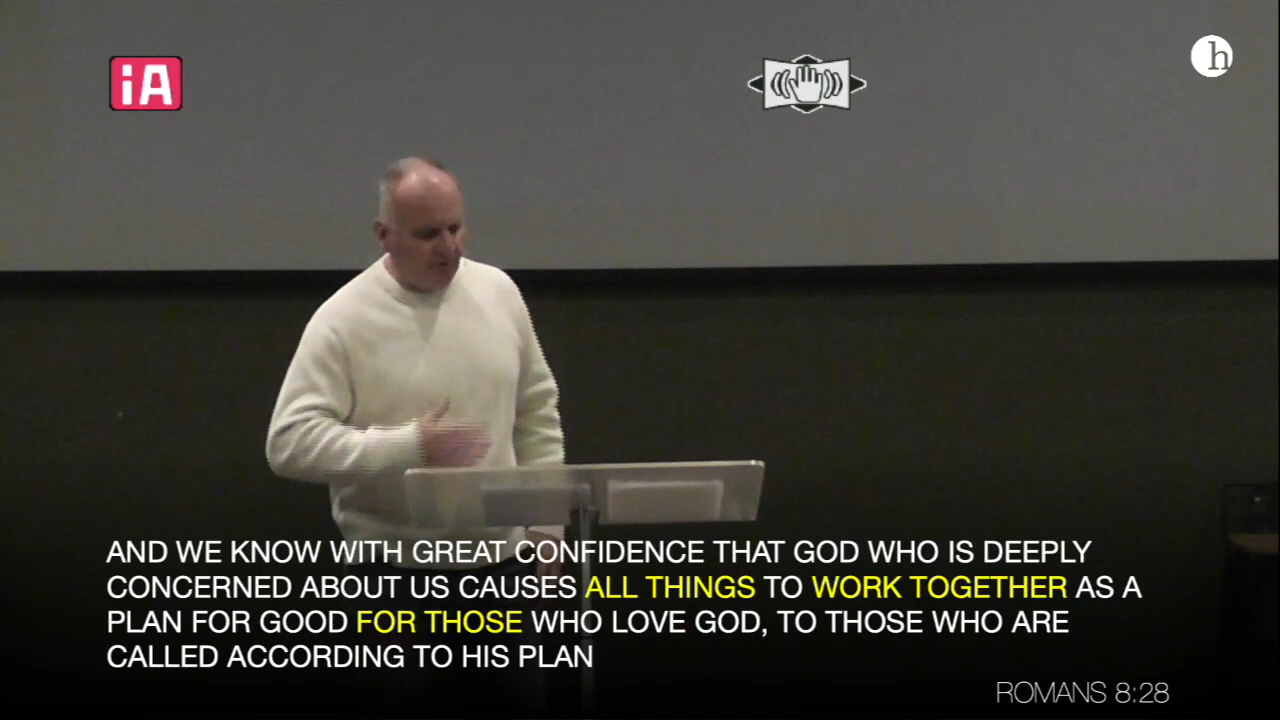 iA
h
AND WE KNOW WITH GREAT CONFIDENCE THAT GOD WHO IS DEEPLY
CONCERNED ABOUT US CAUSES ALL THINGS TO WORK TOGETHER AS A
PLAN FOR GOOD FOR THOSE WHO LOVE GOD, TO THOSE WHO ARE
CALLED ACCORDING TO HIS PLAN
ROMANS 8:28